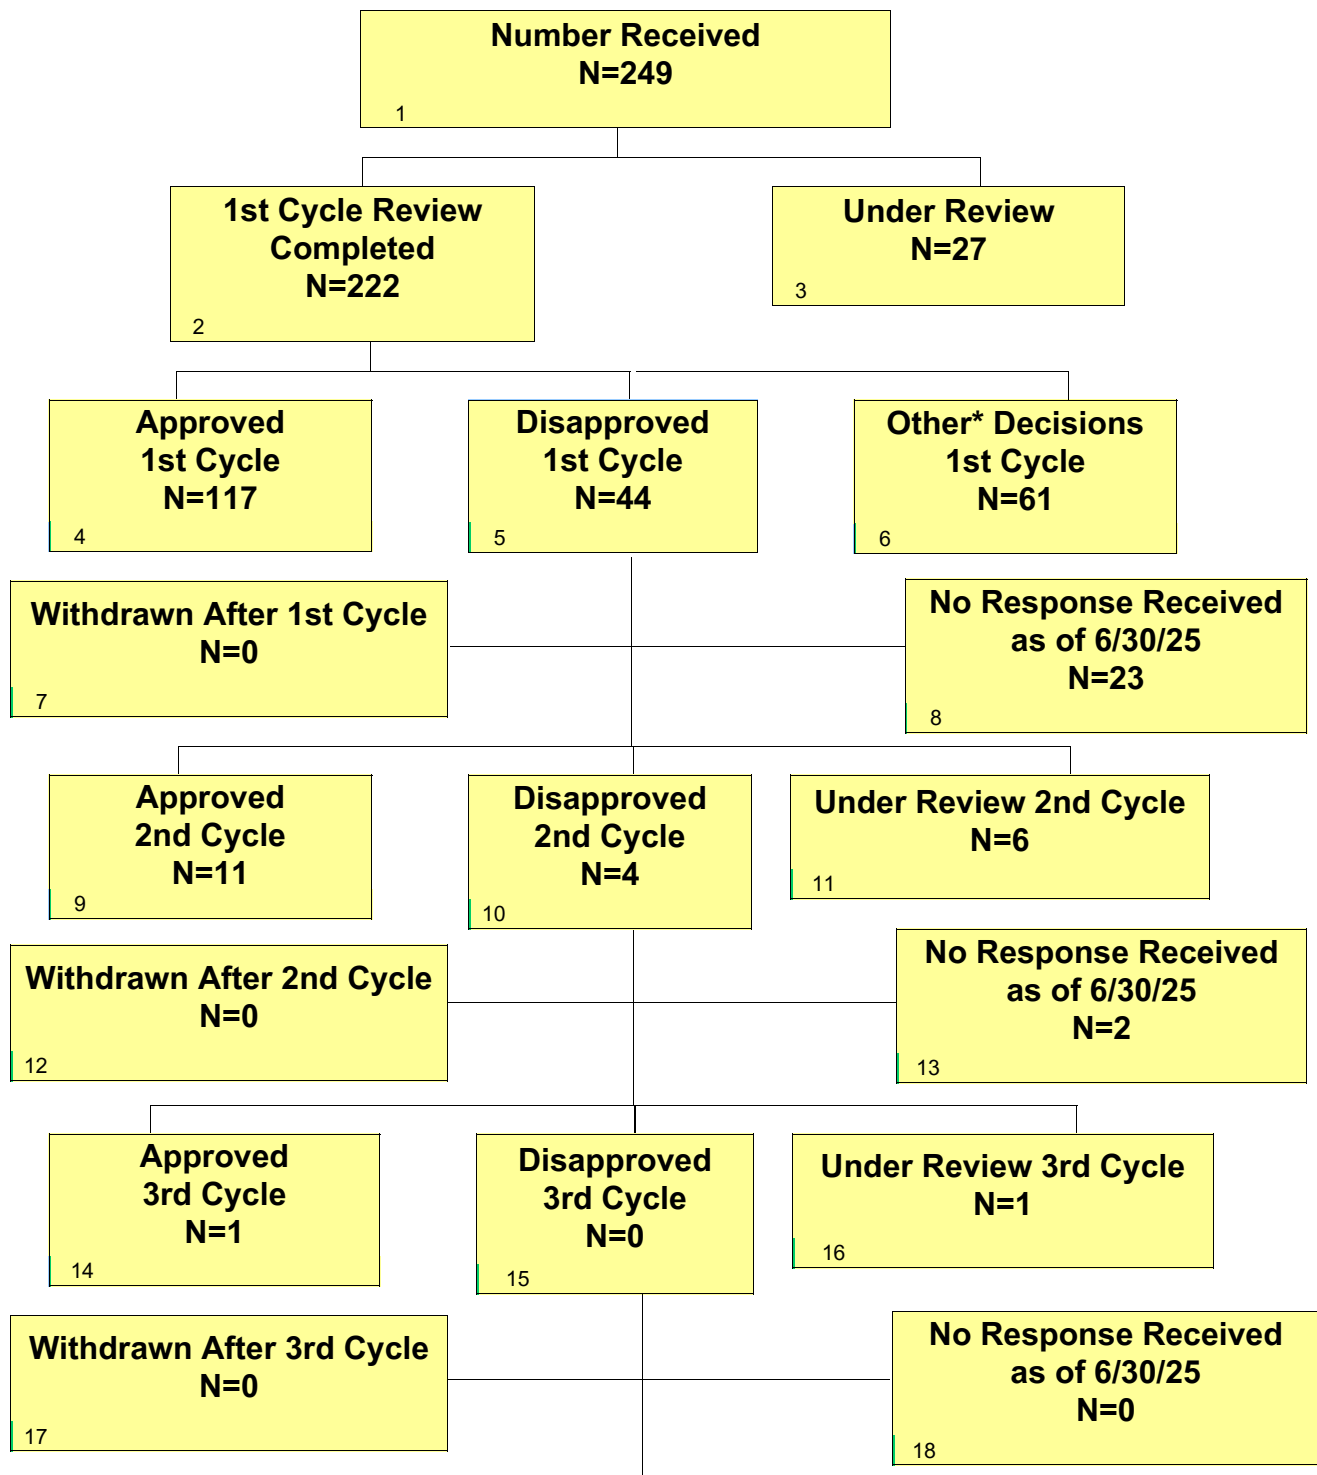 Number Received
N=249
1
1st Cycle Review
Completed
N=222
2
Under Review
N=27
3
Approved
1st Cycle
N=117
4
Disapproved
1st Cycle
N=44
5
Other* Decisions
1st Cycle
N=61
6
Withdrawn After 1st Cycle
N=0
7
No Response Received
as of 6/30/25
N=23
8
Approved
2nd Cycle
N=11
9
Disapproved
2nd Cycle
N=4
10
Under Review 2nd Cycle
N=6
11
Withdrawn After 2nd Cycle
N=0
12
No Response Received
as of 6/30/25
N=2
13
Approved
3rd Cycle
N=1
14
Disapproved
3rd Cycle
N=0
15
Under Review 3rd Cycle
N=1
16
Withdrawn After 3rd Cycle
N=0
17
No Response Received
as of 6/30/25
N=0
18